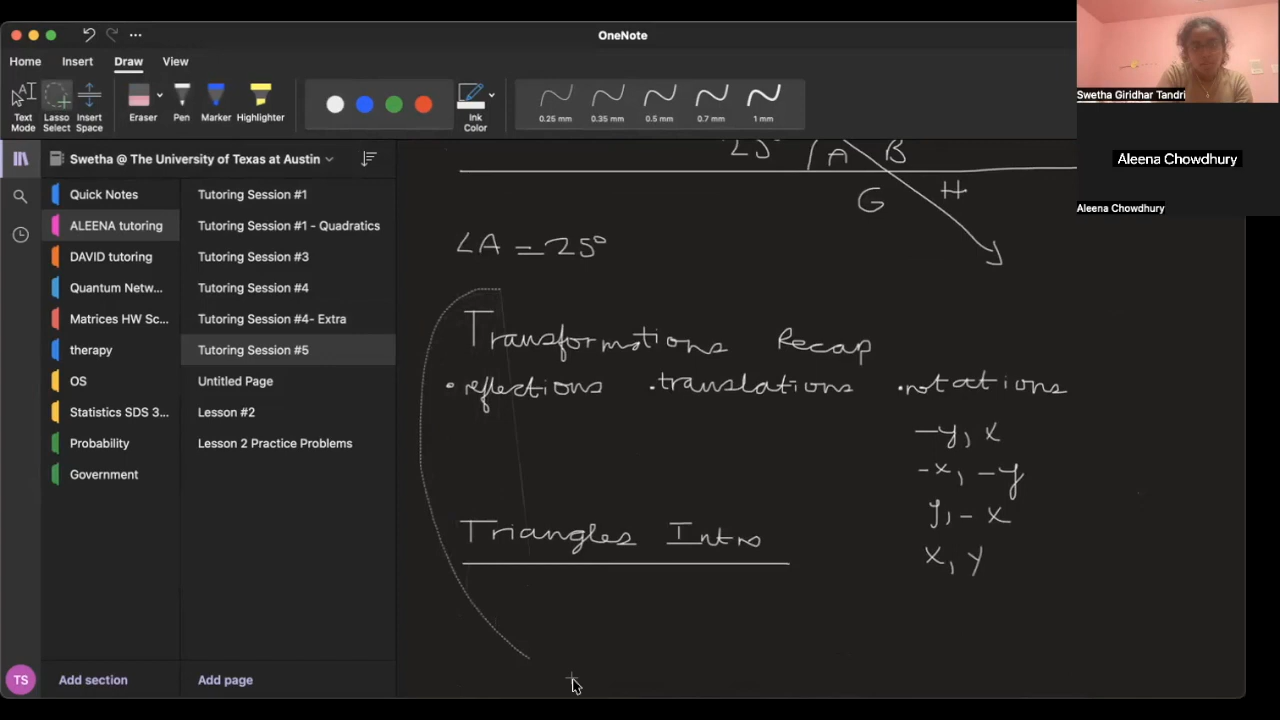 OneNote
Home Insert Draw View
Text Mode
Lasso Select
Insert Space
Eraser
Pen
Marker
Highlighter
Ink Color
0.25 mm 0.35 mm 0.5 mm 0.7 mm 1 mm
Swetha Giridhar Tandri
Aleena Chowdhury
Aleena Chowdhury
Swetha @ The University of Texas at Austin
Quick Notes
ALEENA tutoring
DAVID tutoring
Quantum Netw...
Matrices HW Sc...
therapy
OS
Statistics SDS 3...
Probability
Government
Tutoring Session #1
Tutoring Session #1 - Quadratics
Tutoring Session #3
Tutoring Session #4
Tutoring Session #4- Extra
Tutoring Session #5
Untitled Page
Lesson #2
Lesson 2 Practice Problems
TS
Add section
Add page
25° A B
G H
∠A = 25°
Transformations Recap
• reflections • translations • rotations
-y, x
-x, -y
y, -x
x, y
Triangles Intro